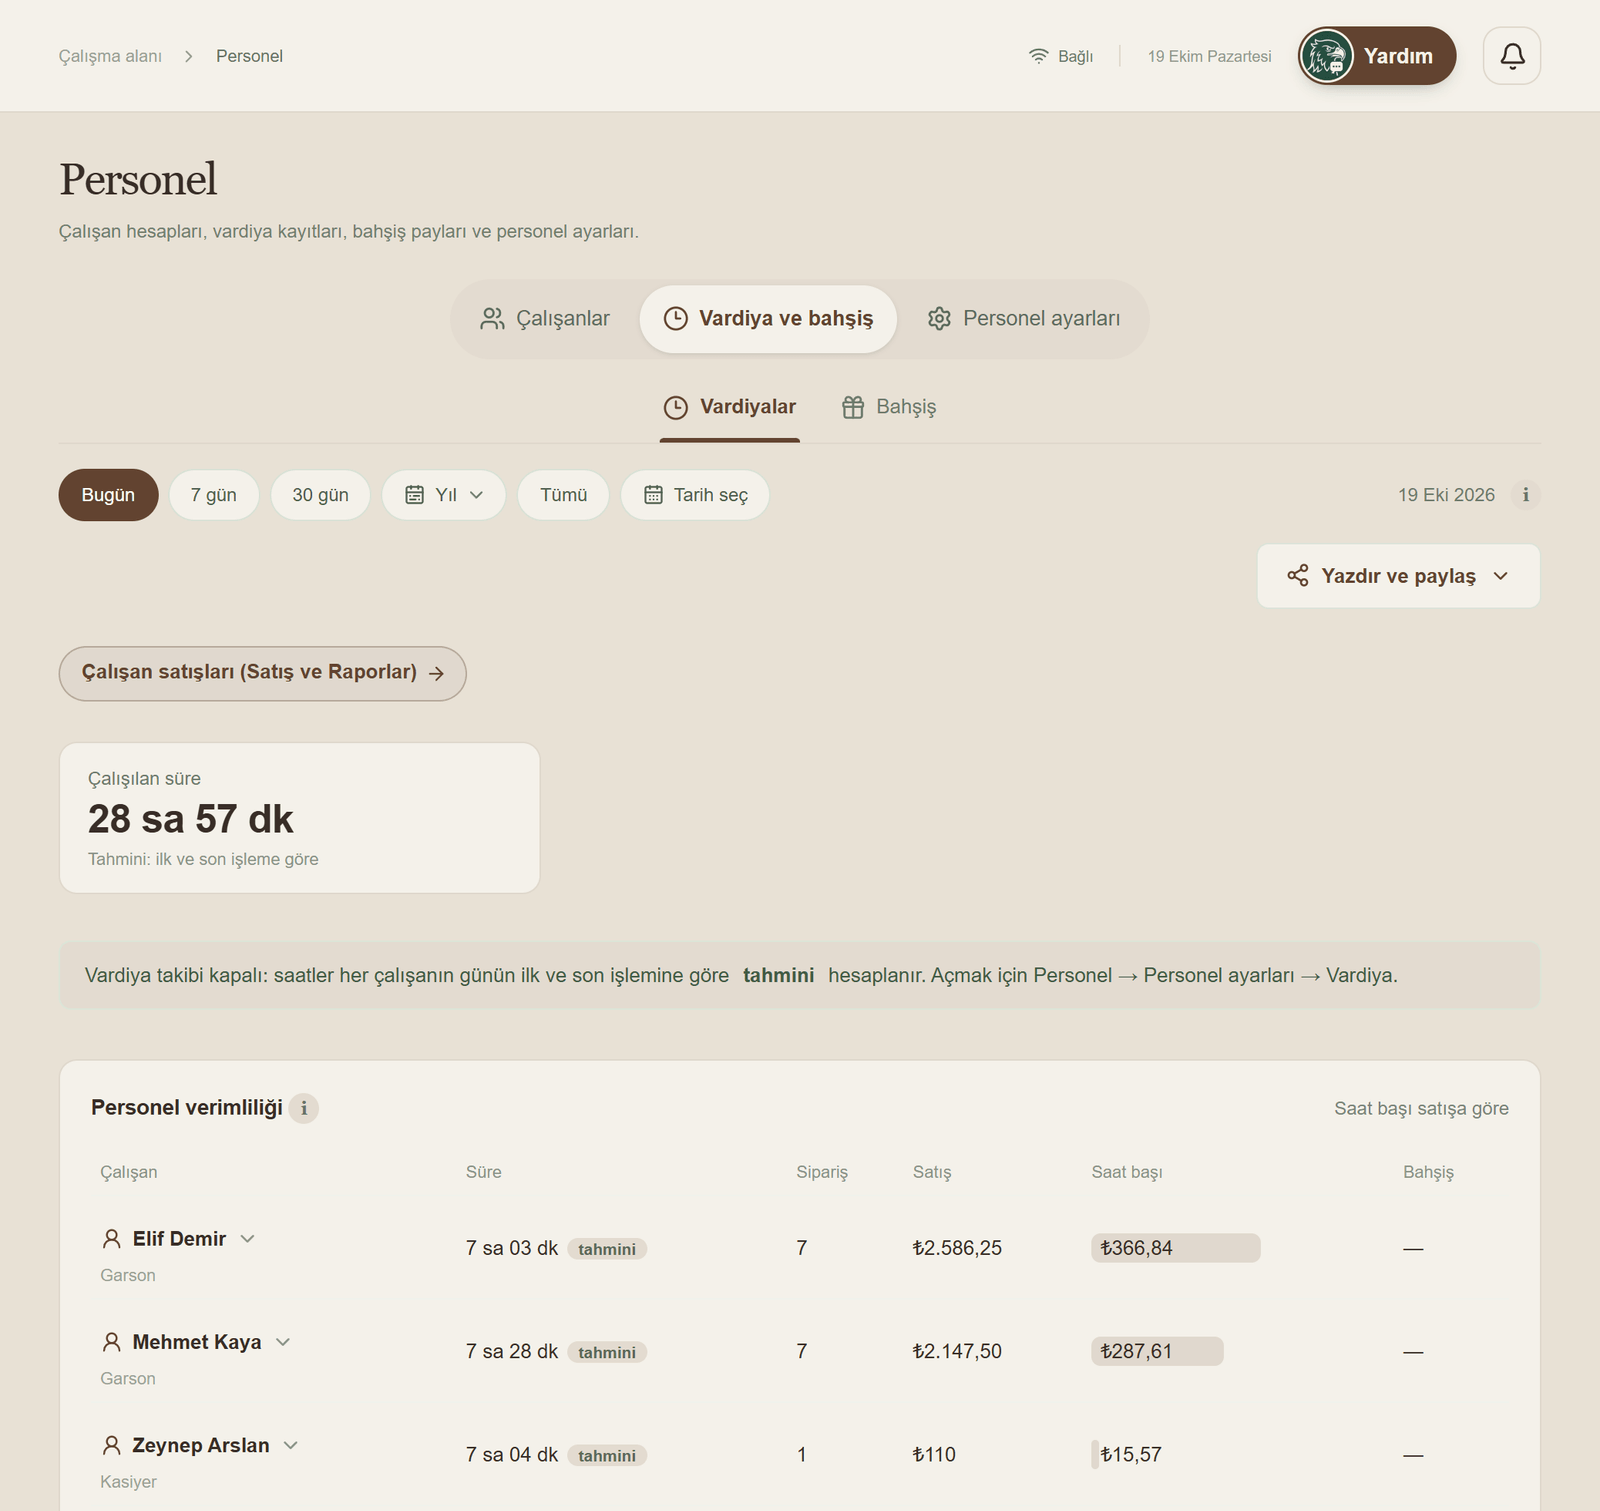 Çalışma alanı > Personel
Bağlı 19 Ekim Pazartesi Yardım
Personel
Çalışan hesapları, vardiya kayıtları, bahşiş payları ve personel ayarları.
Çalışanlar Vardiya ve bahşiş Personel ayarları
Vardiyalar Bahşiş
Bugün 7 gün 30 gün Yıl Tümü Tarih seç 19 Eki 2026 i
Yazdır ve paylaş
Çalışan satışları (Satış ve Raporlar) →
Çalışılan süre
28 sa 57 dk
Tahmini: ilk ve son işleme göre
Vardiya takibi kapalı: saatler her çalışanın günün ilk ve son işlemine göre tahmini hesaplanır. Açmak için Personel → Personel ayarları → Vardiya.
Personel verimliliği i Saat başı satışa göre
Çalışan Süre Sipariş Satış Saat başı Bahşiş
Elif Demir 7 sa 03 dk tahmini 7 ₺2.586,25 ₺366,84 —
Garson
Mehmet Kaya 7 sa 28 dk tahmini 7 ₺2.147,50 ₺287,61 —
Garson
Zeynep Arslan 7 sa 04 dk tahmini 1 ₺110 ₺15,57 —
Kasiyer